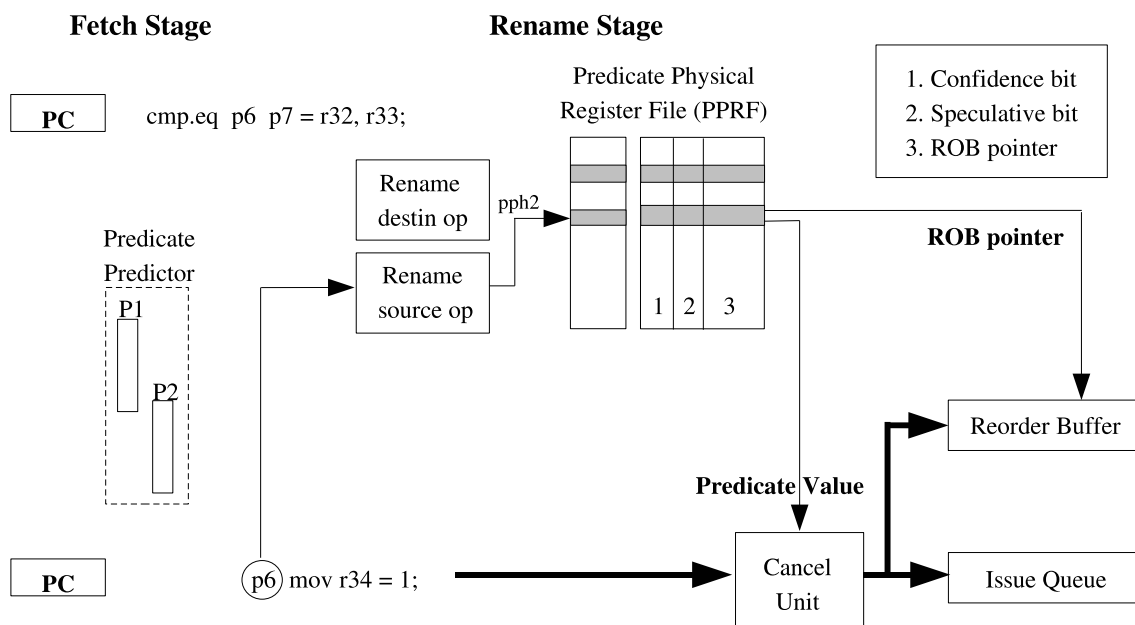 Fetch Stage
Rename Stage
Predicate Physical
Register File (PPRF)
1. Confidence bit
2. Speculative bit
3. ROB pointer
PC
cmp.eq p6 p7 = r32, r33;
Rename
destin op
pph2
Rename
source op
1 2 3
ROB pointer
Predicate
Predictor
P1
P2
Reorder Buffer
Predicate Value
PC
p6 mov r34 = 1;
Cancel
Unit
Issue Queue